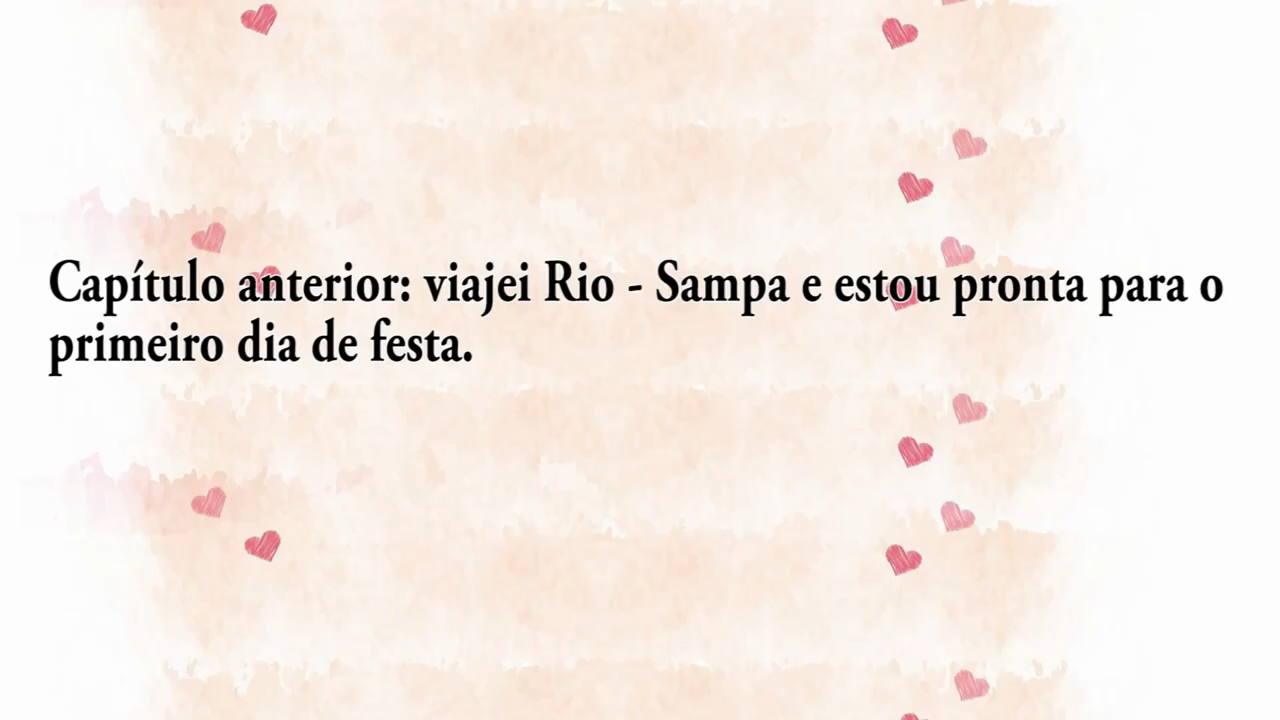 Capítulo anterior: viajei Rio - Sampa e estou pronta para o
primeiro dia de festa.